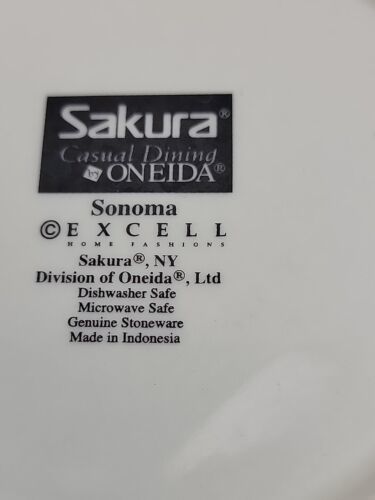 Sakura®
Casual Dining
by ONEIDA®
Sonoma
© EXCELL
HOME FASHIONS
Sakura®, NY
Division of Oneida®, Ltd
Dishwasher Safe
Microwave Safe
Genuine Stoneware
Made in Indonesia